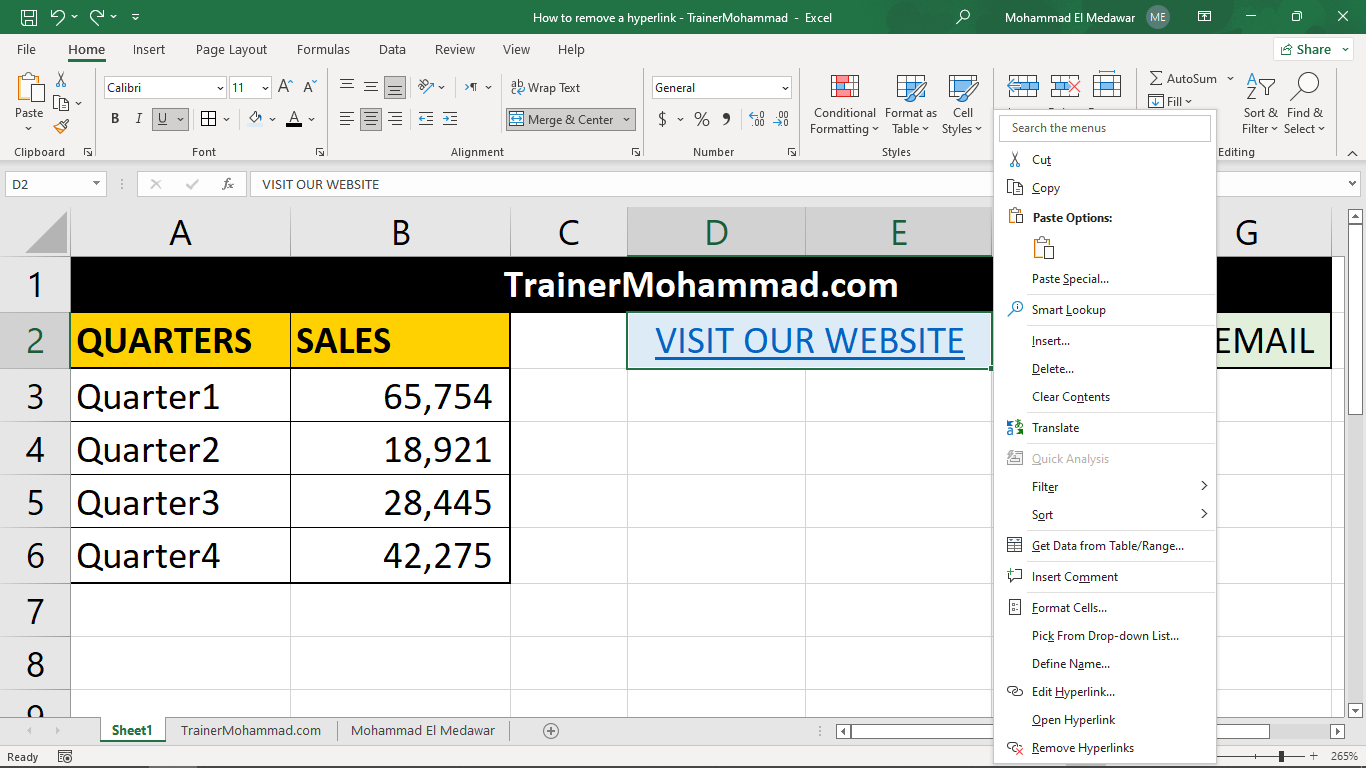 How to remove a hyperlink - TrainerMohammad - Excel
Mohammad El Medawar ME
File Home Insert Page Layout Formulas Data Review View Help Share
Paste
Clipboard
Calibri 11
B I U
Font
Wrap Text
Merge & Center
Alignment
General
$ % 9
Number
Conditional Formatting
Format as Table
Cell Styles
Styles
AutoSum
Fill
Sort & Filter
Find & Select
Editing
D2 fx VISIT OUR WEBSITE
A B C D E G
1 TrainerMohammad.com
2 QUARTERS SALES VISIT OUR WEBSITE EMAIL
3 Quarter1 65,754
4 Quarter2 18,921
5 Quarter3 28,445
6 Quarter4 42,275
7
8
9
Search the menus
Cut
Copy
Paste Options:
Paste Special...
Smart Lookup
Insert...
Delete...
Clear Contents
Translate
Quick Analysis
Filter
Sort
Get Data from Table/Range...
Insert Comment
Format Cells...
Pick From Drop-down List...
Define Name...
Edit Hyperlink...
Open Hyperlink
Remove Hyperlinks
Sheet1 TrainerMohammad.com Mohammad El Medawar
Ready 265%